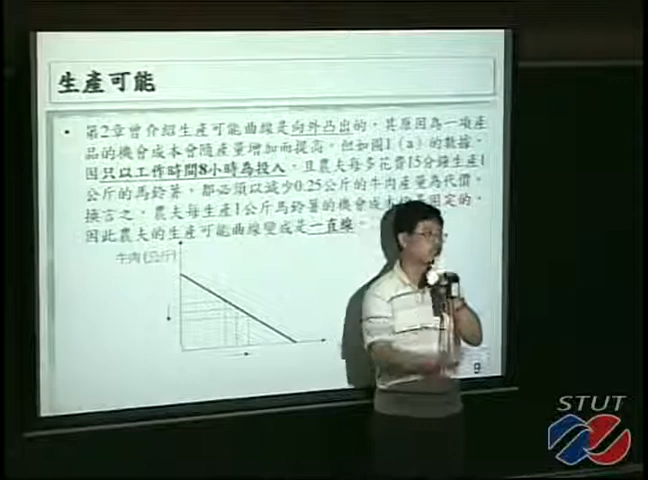 生產可能
• 第2章曾介紹生產可能曲線是向外凸出的，其原因為一項產
品的機會成本會隨產量增加而提高。但如圖1 (a) 的數據，
因只以工作時間8小時為投入，且農夫每多花費15分鐘生產1
公斤的馬鈴薯，都必須以減少0.25公斤的牛肉產量為代價。
換言之，農夫每生產1公斤馬鈴薯的機會成本 固定的，
因此農夫的生產可能曲線變成是一直線。
牛肉(公斤)
9
STUT